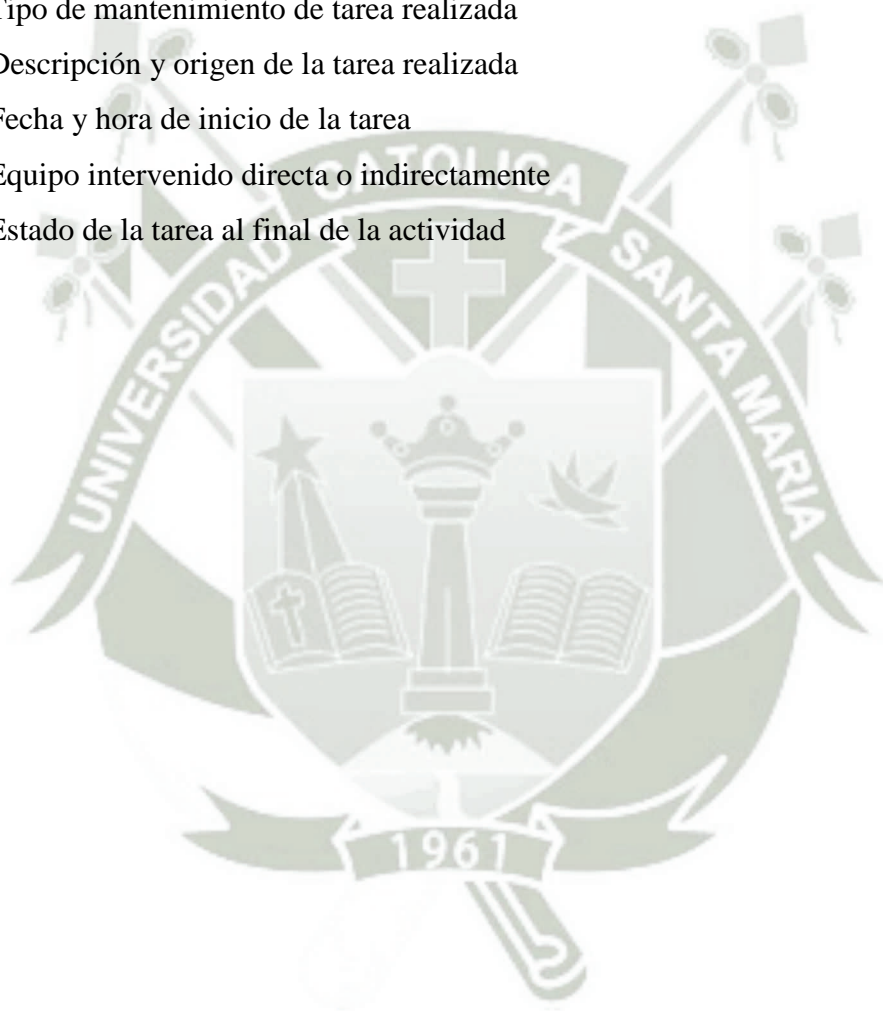 Tipo de mantenimiento de tarea realizada
Descripción y origen de la tarea realizada
Fecha y hora de inicio de la tarea
Equipo intervenido directa o indirectamente
Estado de la tarea al final de la actividad
UNIVERSIDAD CATOLICA SANTA MARIA
1961